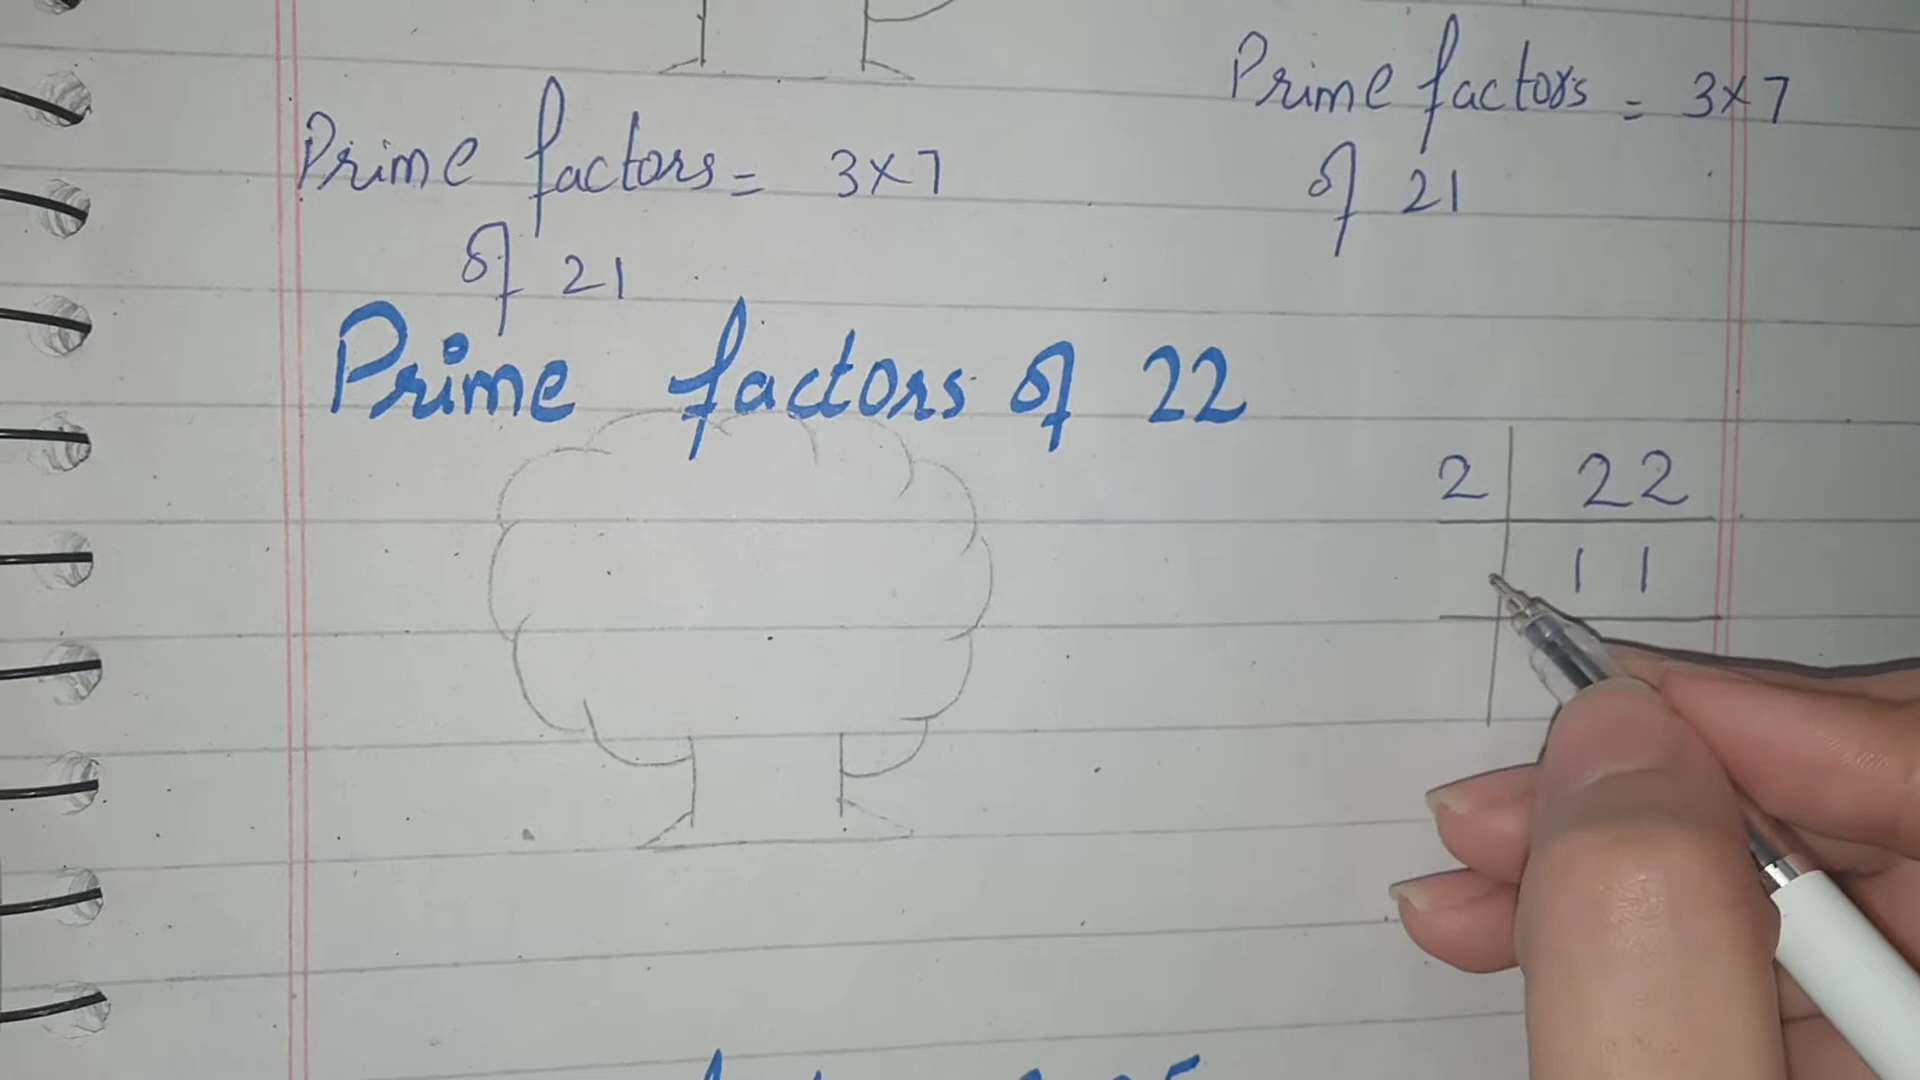 Prime factors = 3×7
of 21
Prime factors = 3×7
of 21
Prime factors of 22
2 22
11